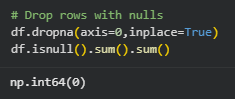 # Drop rows with nulls
df.dropna(axis=0,inplace=True)
df.isnull().sum().sum()
np.int64(0)